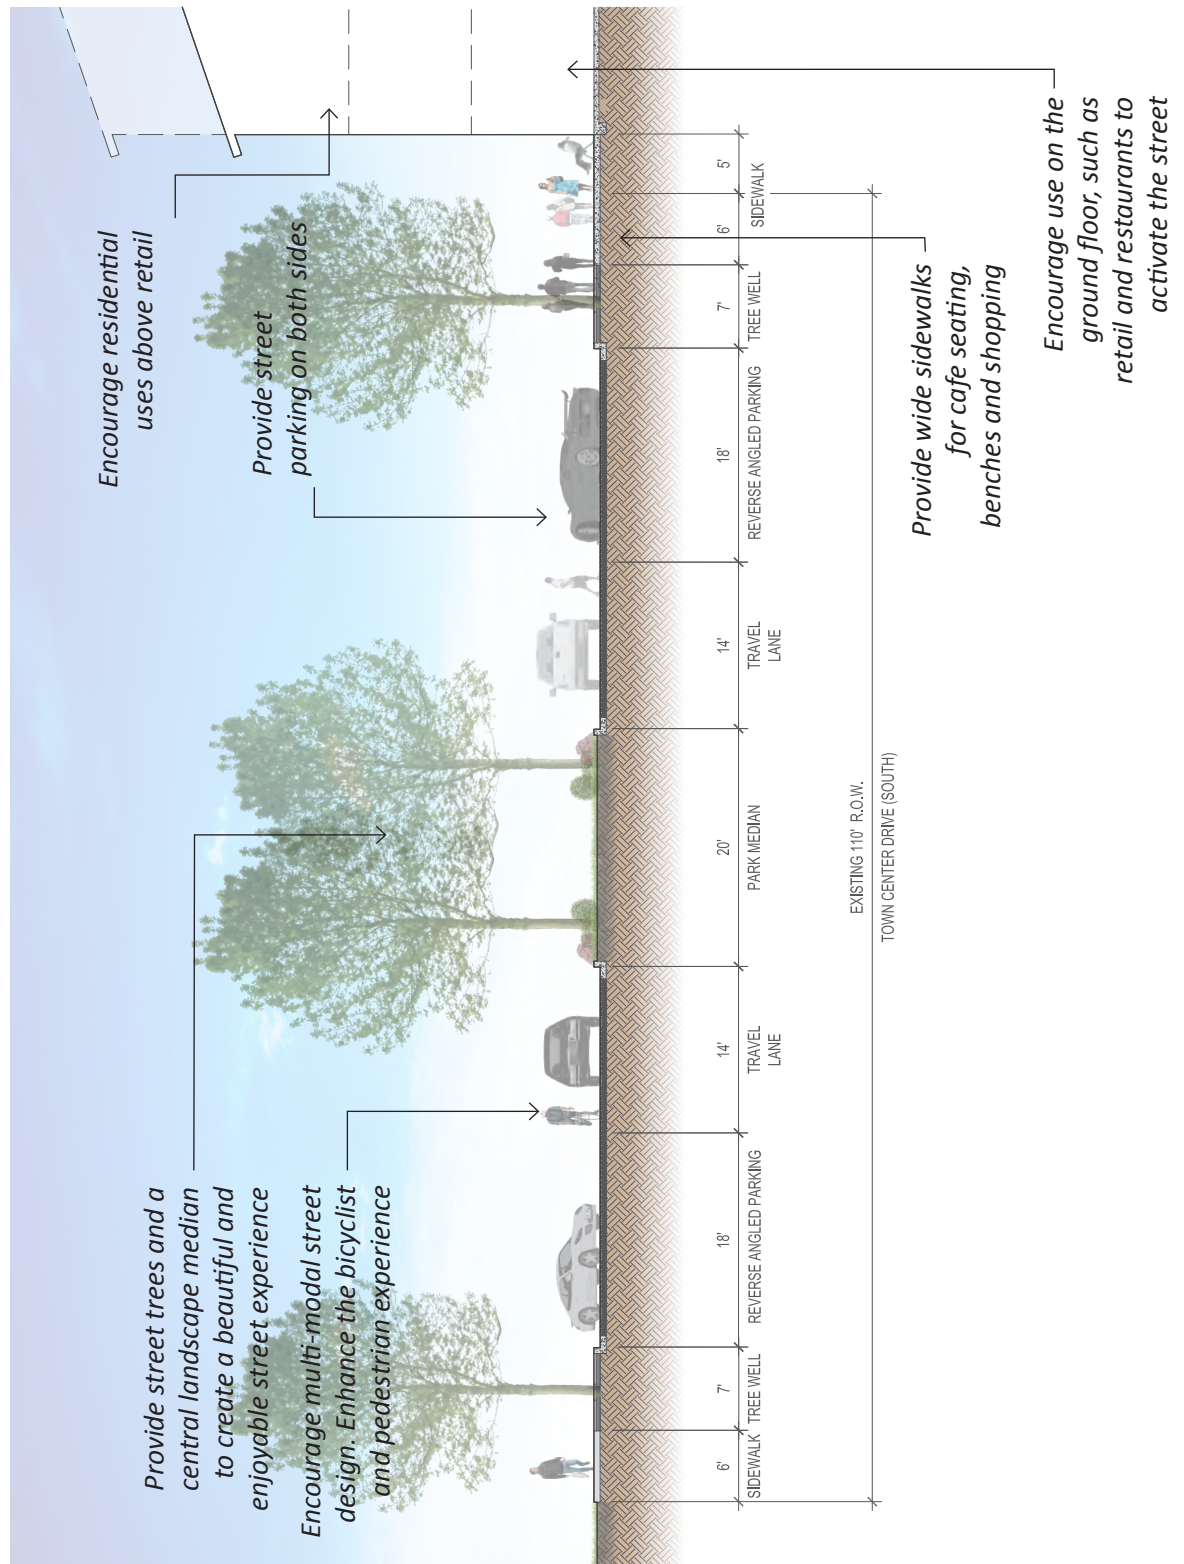 Provide street trees and a
central landscape median
to create a beautiful and
enjoyable street experience
Encourage multi-modal street
design. Enhance the bicyclist
and pedestrian experience
Encourage residential
uses above retail
Provide street
parking on both sides
6'
7'
18'
14'
20'
14'
18'
7'
6'
5'
SIDEWALK
TREE WELL
REVERSE ANGLED PARKING
TRAVEL
LANE
PARK MEDIAN
TRAVEL
LANE
REVERSE ANGLED PARKING
TREE WELL
SIDEWALK
EXISTING 110' R.O.W.
TOWN CENTER DRIVE (SOUTH)
Provide wide sidewalks
for cafe seating,
benches and shopping
Encourage use on the
ground floor, such as
retail and restaurants to
activate the street